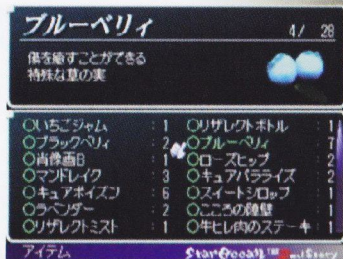 ブルーベリィ 4/ 28
傷を癒すことができる
特殊な草の実
○いちごジャム : 1 ○リザレクトボトル : 1
○ブラックベリィ : 2 ○ブルーベリィ : 7
○肖像画B : 1 ○ローズヒップ : 2
○マンドレイク : 3 ○キュアパラライズ : 2
○キュアポイズン : 6 ○スイートシロップ : 1
○ラベンダー : 2 ○こころの障壁 : 1
○リザレクトミスト : 1 ○牛ヒレ肉のステーキ : 1
アイテム StarOcean